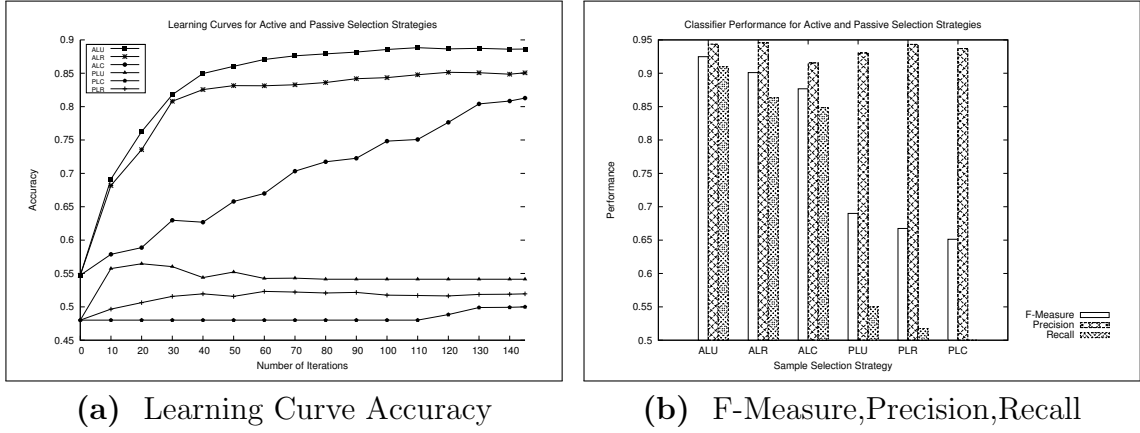 Learning Curves for Active and Passive Selection Strategies
0.9
0.85
0.8
0.75
0.7
0.65
0.6
0.55
0.5
0.45
Accuracy
ALU
ALR
ALC
PLU
PLC
PLR
0 10 20 30 40 50 60 70 80 90 100 110 120 130 140
Number of Iterations
(a) Learning Curve Accuracy
Classifier Performance for Active and Passive Selection Strategies
0.95
0.9
0.85
0.8
0.75
0.7
0.65
0.6
0.55
0.5
Performance
F-Measure
Precision
Recall
ALU ALR ALC PLU PLR PLC
Sample Selection Strategy
(b) F-Measure,Precision,Recall